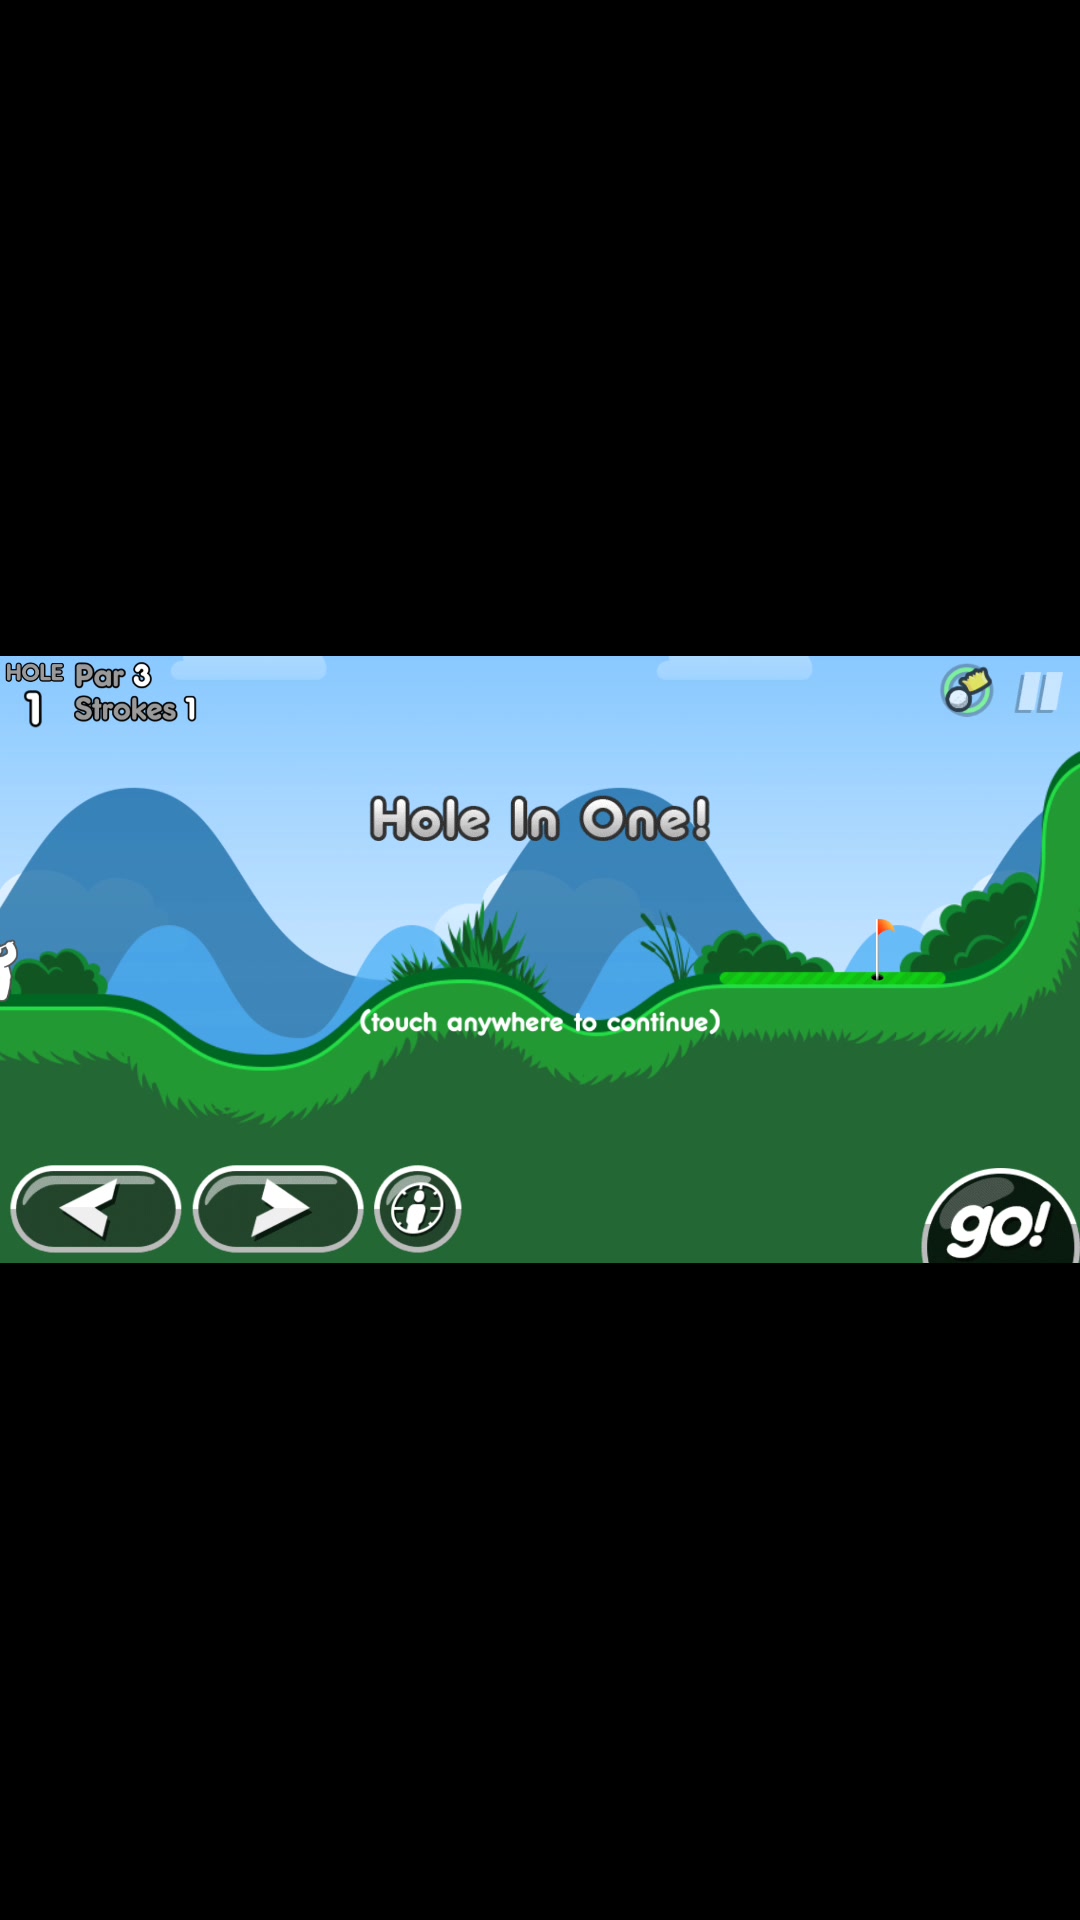 HOLE
1
Par 3
Strokes 1
Hole In One!
(touch anywhere to continue)
go!